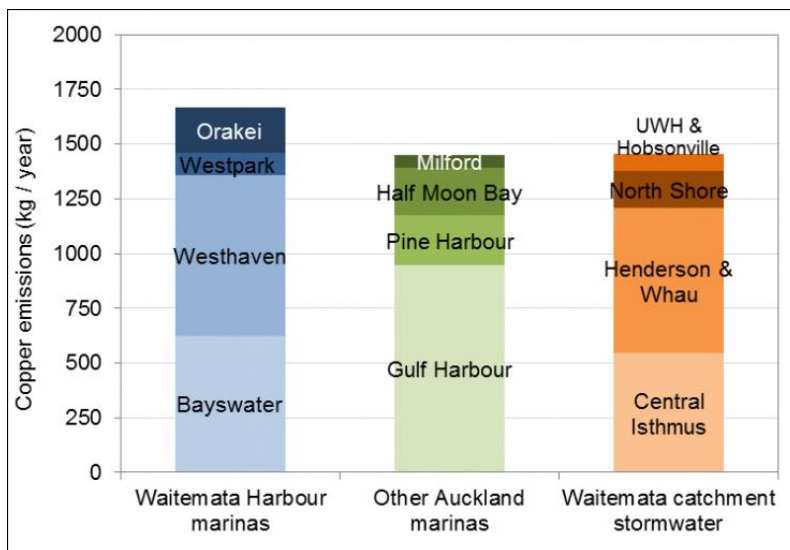 Copper emissions (kg / year)
2000
1750
1500
1250
1000
750
500
250
0
Orakei
Westpark
Westhaven
Bayswater
Milford
Half Moon Bay
Pine Harbour
Gulf Harbour
UWH &
Hobsonville
North Shore
Henderson &
Whau
Central
Isthmus
Waitemata Harbour
marinas
Other Auckland
marinas
Waitemata catchment
stormwater